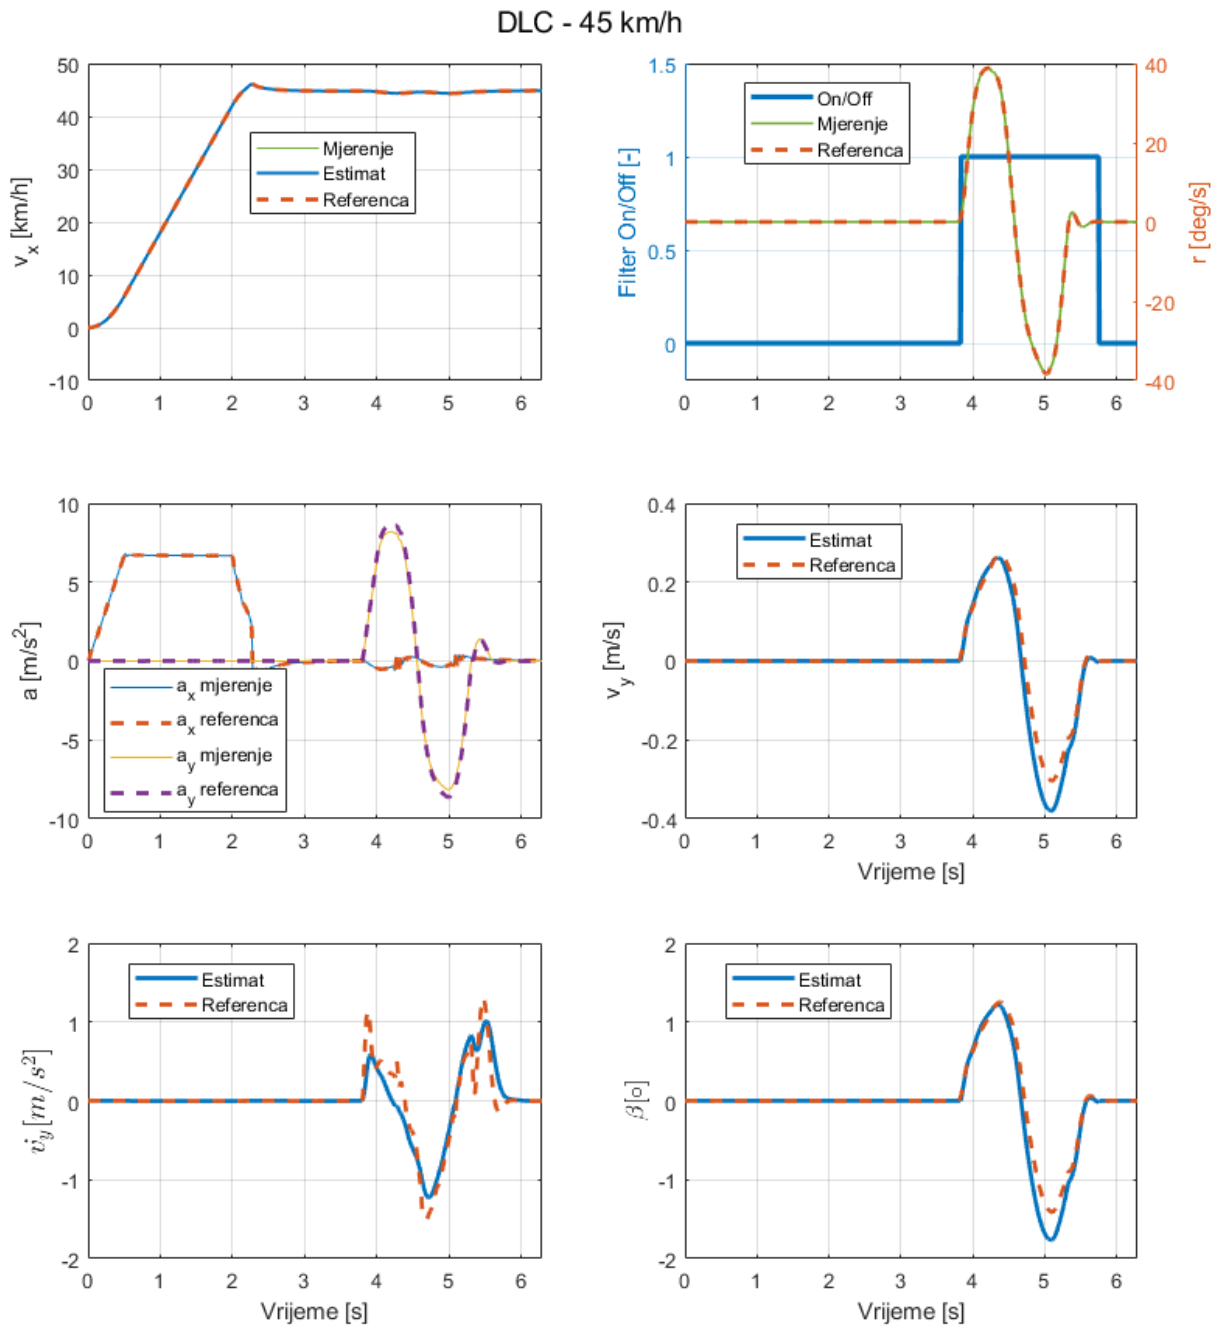 DLC - 45 km/h
50
40
30
20
10
0
-10
v_x [km/h]
Mjerenje
Estimat
Referenca
0 1 2 3 4 5 6
1.5
1
0.5
0
Filter On/Off [-]
On/Off
Mjerenje
Referenca
40
20
0
-20
-40
r [deg/s]
0 1 2 3 4 5 6
10
5
0
-5
-10
a [m/s²]
a_x mjerenje
a_x referenca
a_y mjerenje
a_y referenca
0 1 2 3 4 5 6
0.4
0.2
0
-0.2
-0.4
v_y [m/s]
Estimat
Referenca
0 1 2 3 4 5 6
Vrijeme [s]
2
1
0
-1
-2
v̇_y[m/s²]
Estimat
Referenca
0 1 2 3 4 5 6
Vrijeme [s]
2
1
0
-1
-2
β[∘]
Estimat
Referenca
0 1 2 3 4 5 6
Vrijeme [s]